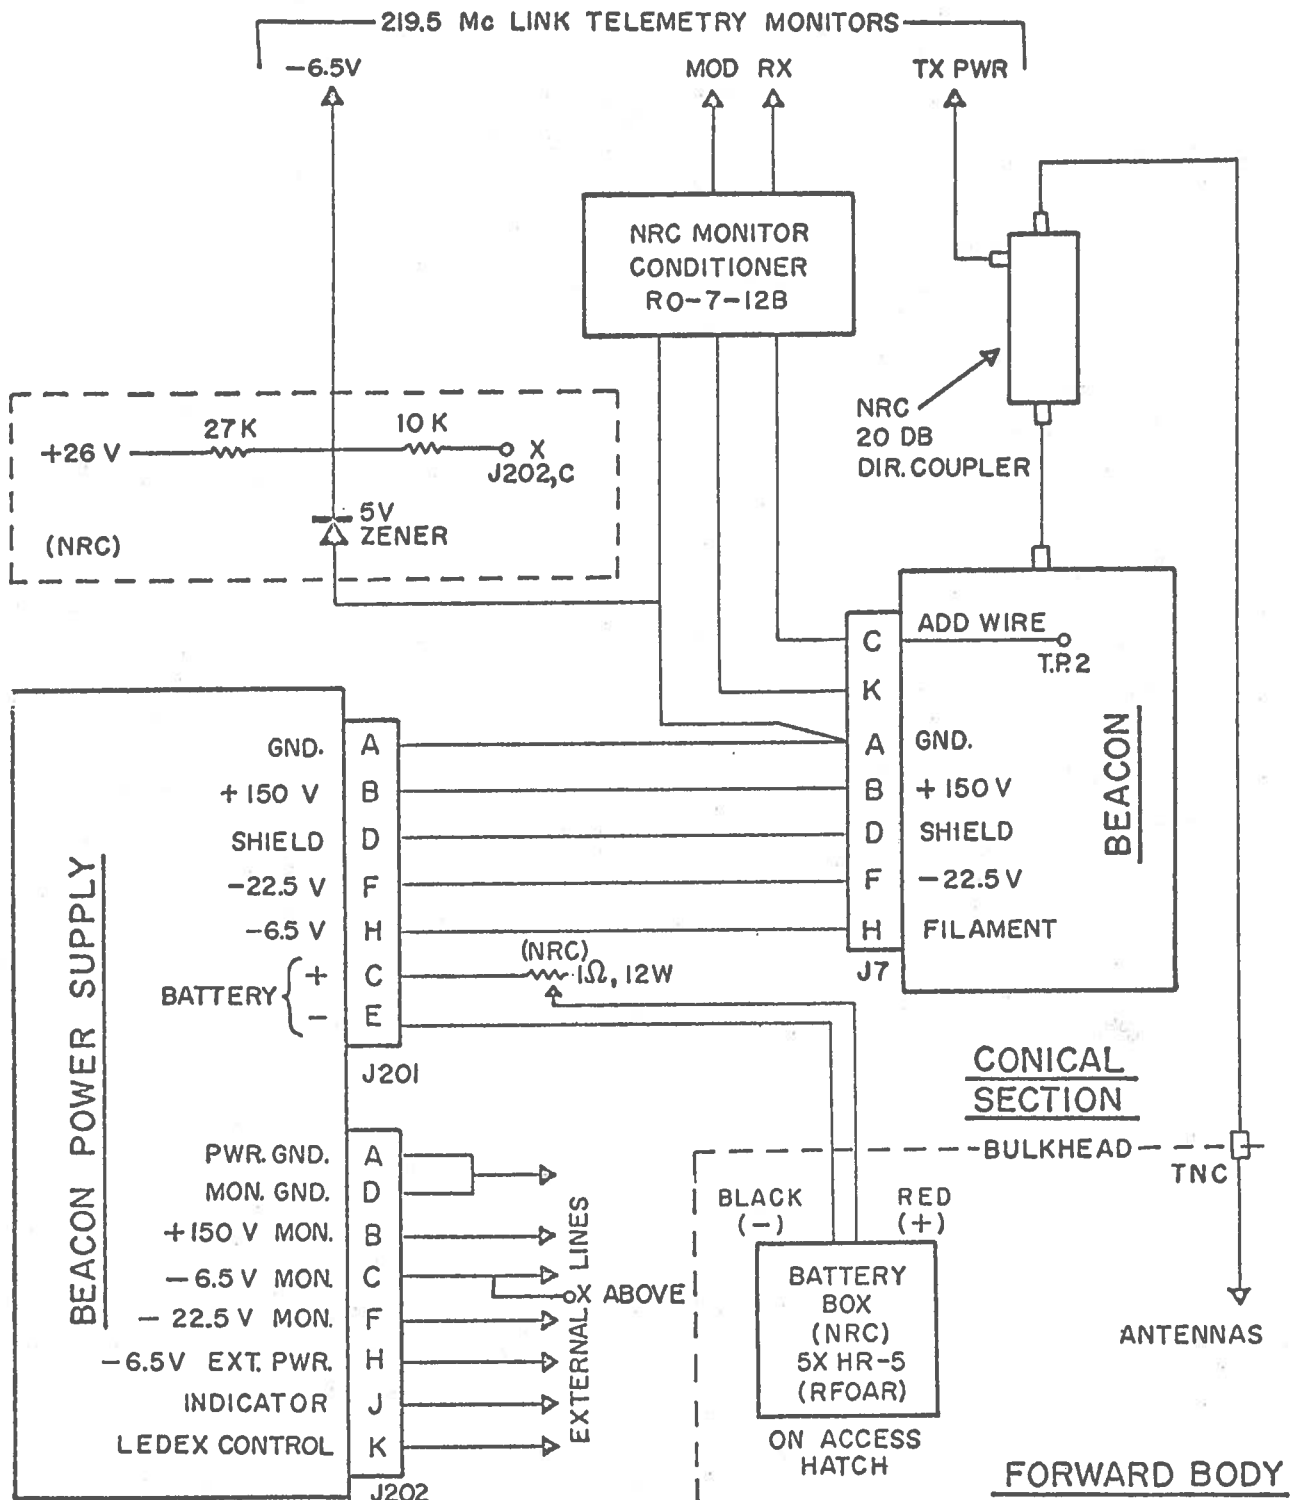 219.5 Mc LINK TELEMETRY MONITORS
-6.5V
MOD RX
TX PWR
NRC MONITOR
CONDITIONER
RO-7-12B
NRC
20 DB
DIR. COUPLER
+26 V
27K
10 K
X
J202,C
5V
ZENER
(NRC)
C
ADD WIRE
T.P.2
K
A
GND.
B
+150 V
D
SHIELD
F
-22.5 V
H
FILAMENT
J7
BEACON
BEACON POWER SUPPLY
GND.
A
+150 V
B
SHIELD
D
-22.5 V
F
-6.5 V
H
BATTERY
+
C
-
E
J201
(NRC)
1Ω, 12W
CONICAL
SECTION
BULKHEAD
TNC
PWR. GND.
A
MON. GND.
D
+150 V MON.
B
-6.5 V MON.
C
- 22.5 V MON.
F
-6.5V EXT. PWR.
H
INDICATOR
J
LEDEX CONTROL
K
J202
EXTERNAL LINES
X ABOVE
BLACK
(-)
RED
(+)
BATTERY
BOX
(NRC)
5X HR-5
(RFOAR)
ON ACCESS
HATCH
ANTENNAS
FORWARD BODY